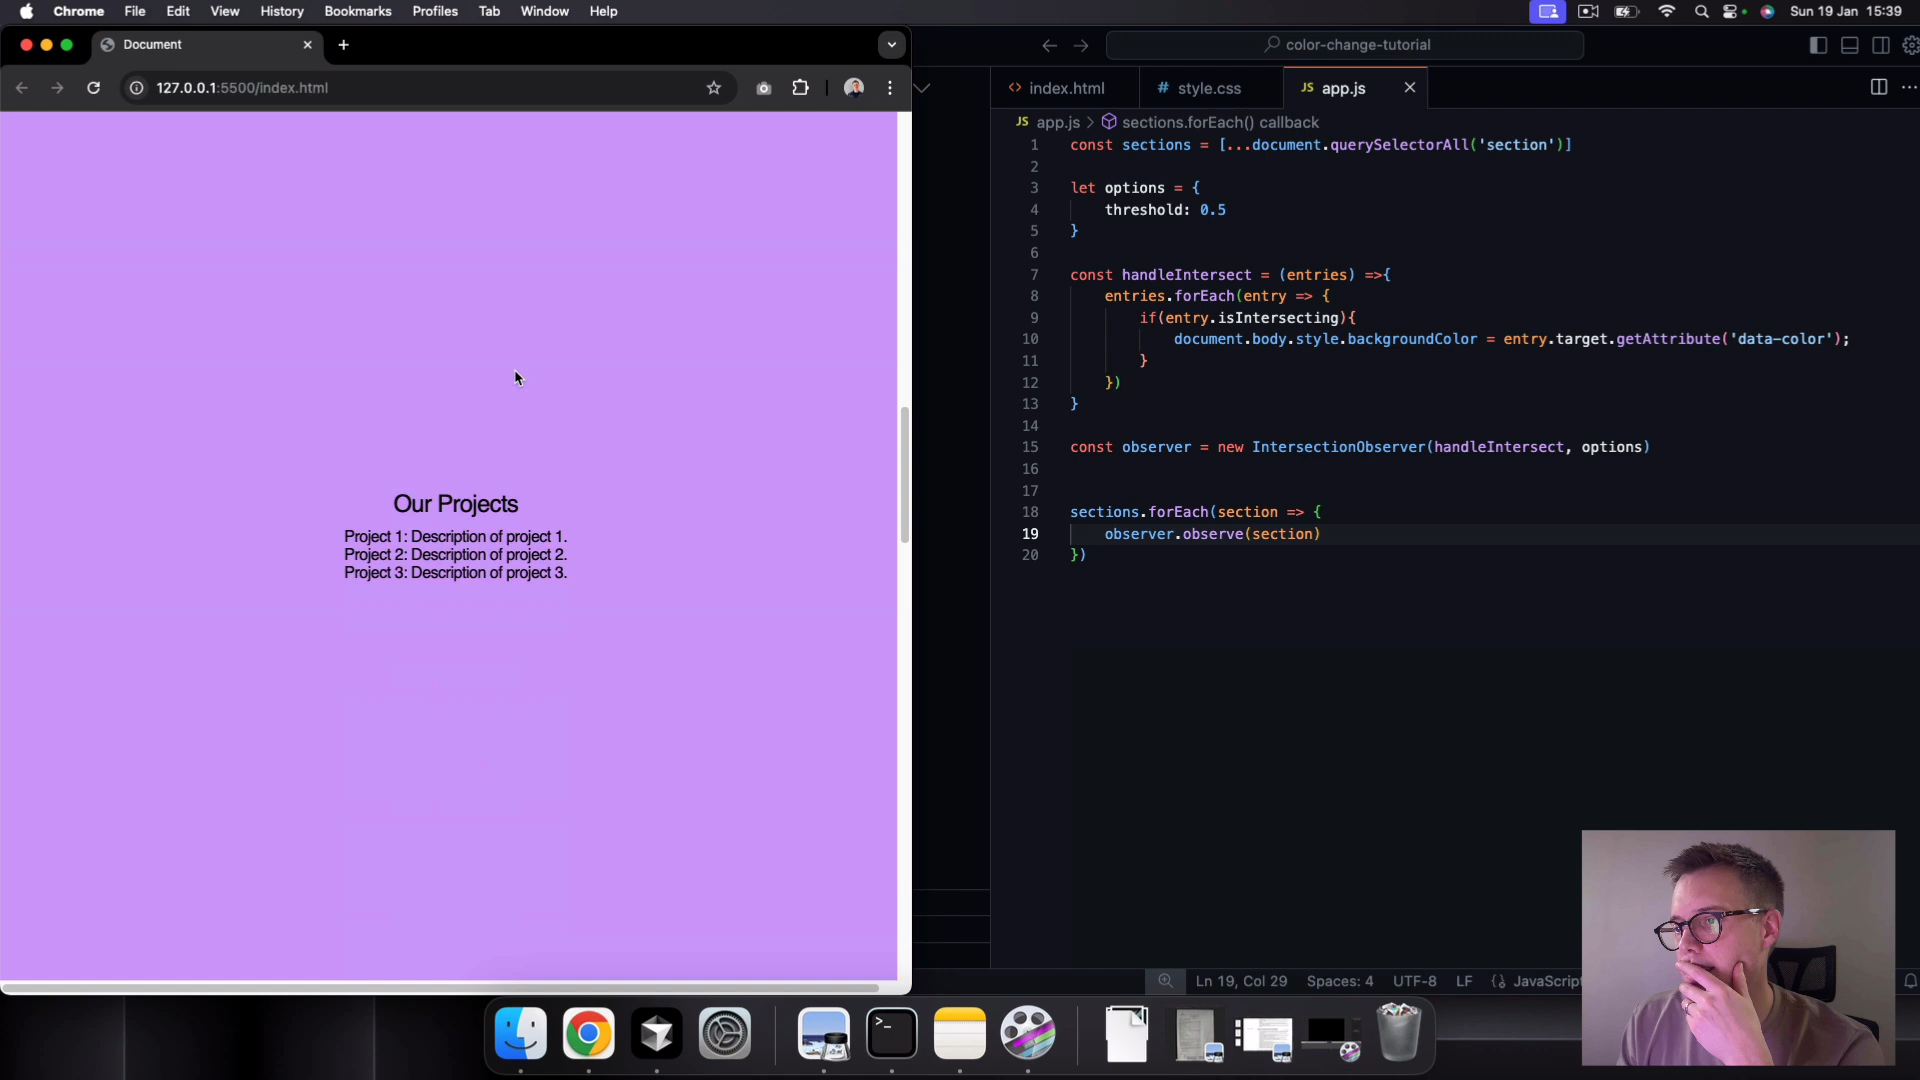 Chrome File Edit View History Bookmarks Profiles Tab Window Help Sun 19 Jan 15:39
Document
color-change-tutorial
127.0.0.1:5500/index.html
<> index.html # style.css JS app.js
JS app.js > sections.forEach() callback
1 const sections = [...document.querySelectorAll('section')]
2
3 let options = {
4 threshold: 0.5
5 }
6
7 const handleIntersect = (entries) =>{
8 entries.forEach(entry => {
9 if(entry.isIntersecting){
10 document.body.style.backgroundColor = entry.target.getAttribute('data-color');
11 }
12 })
13 }
14
15 const observer = new IntersectionObserver(handleIntersect, options)
16
17
18 sections.forEach(section => {
19 observer.observe(section)
20 })
Our Projects
Project 1: Description of project 1.
Project 2: Description of project 2.
Project 3: Description of project 3.
Ln 19, Col 29 Spaces: 4 UTF-8 LF {} JavaScript